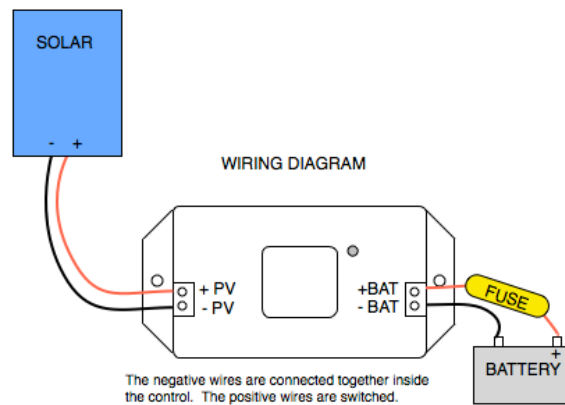 SOLAR
- +
WIRING DIAGRAM
+ PV
- PV
+BAT
- BAT
FUSE
+
BATTERY
The negative wires are connected together inside
the control. The positive wires are switched.